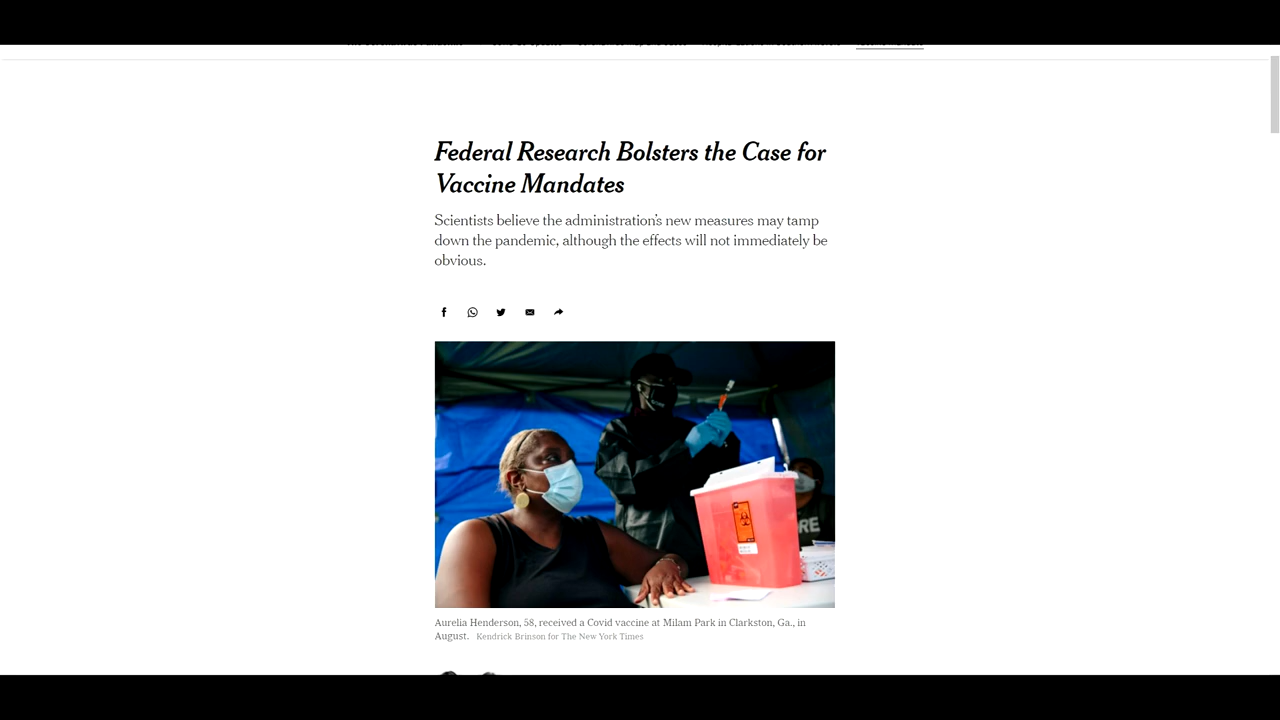 Federal Research Bolsters the Case for
Vaccine Mandates
Scientists believe the administration's new measures may tamp
down the pandemic, although the effects will not immediately be
obvious.
RE
Aurelia Henderson, 58, received a Covid vaccine at Milam Park in Clarkston, Ga., in
August. Kendrick Brinson for The New York Times